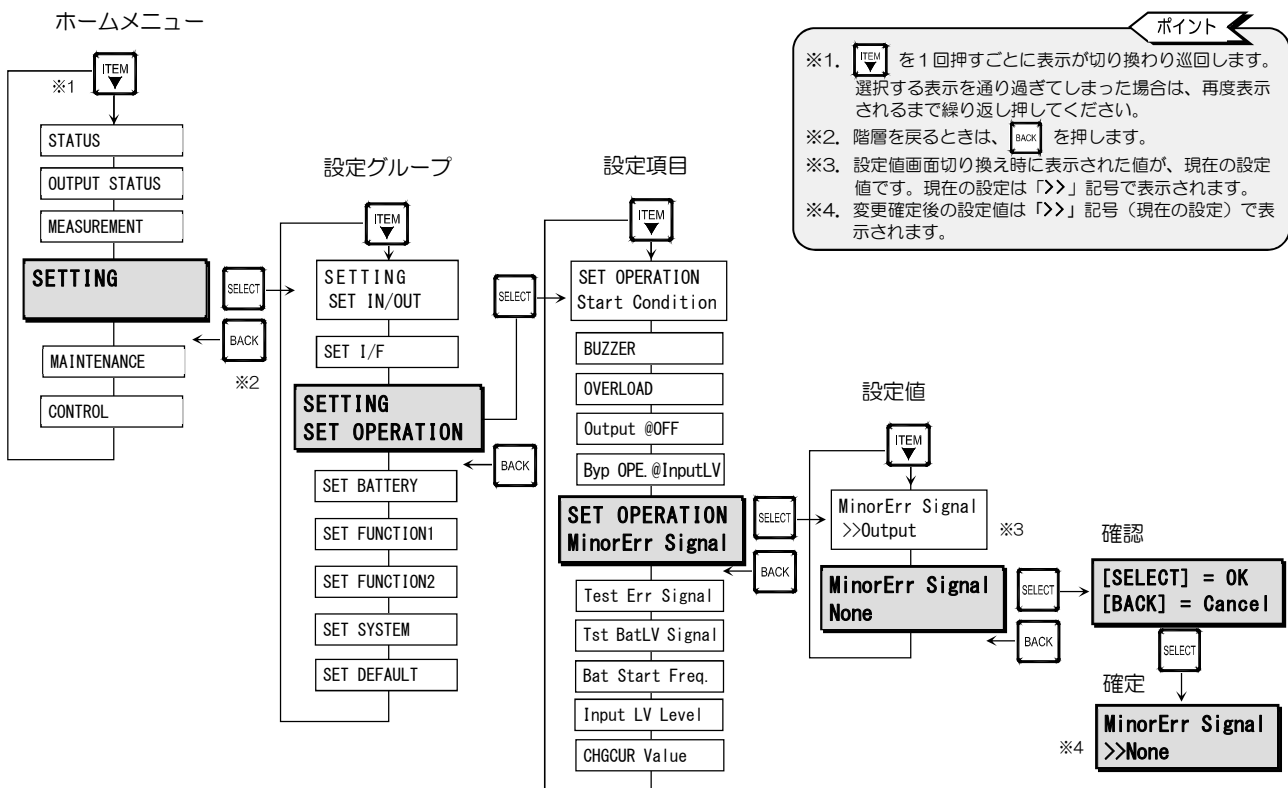 ホームメニュー
ITEM
※1
STATUS
OUTPUT STATUS
MEASUREMENT
SETTING
SELECT
BACK
※2
MAINTENANCE
CONTROL
設定グループ
ITEM
SETTING
SET IN/OUT
SET I/F
SETTING
SET OPERATION
SELECT
BACK
SET BATTERY
SET FUNCTION1
SET FUNCTION2
SET SYSTEM
SET DEFAULT
設定項目
ITEM
SET OPERATION
Start Condition
BUZZER
OVERLOAD
Output @OFF
Byp OPE.@InputLV
SET OPERATION
MinorErr Signal
SELECT
BACK
Test Err Signal
Tst BatLV Signal
Bat Start Freq.
Input LV Level
CHGCUR Value
設定値
ITEM
MinorErr Signal
>>Output
※3
MinorErr Signal
None
SELECT
BACK
確認
[SELECT] = OK
[BACK] = Cancel
SELECT
確定
MinorErr Signal
>>None
※4
ポイント
※1. ITEM を1回押すごとに表示が切り換わり巡回します。
選択する表示を通り過ぎてしまった場合は、再度表示
されるまで繰り返し押してください。
※2. 階層を戻るときは、 BACK を押します。
※3. 設定値画面切り換え時に表示された値が、現在の設定
値です。現在の設定は「>>」記号で表示されます。
※4. 変更確定後の設定値は「>>」記号（現在の設定）で表
示されます。